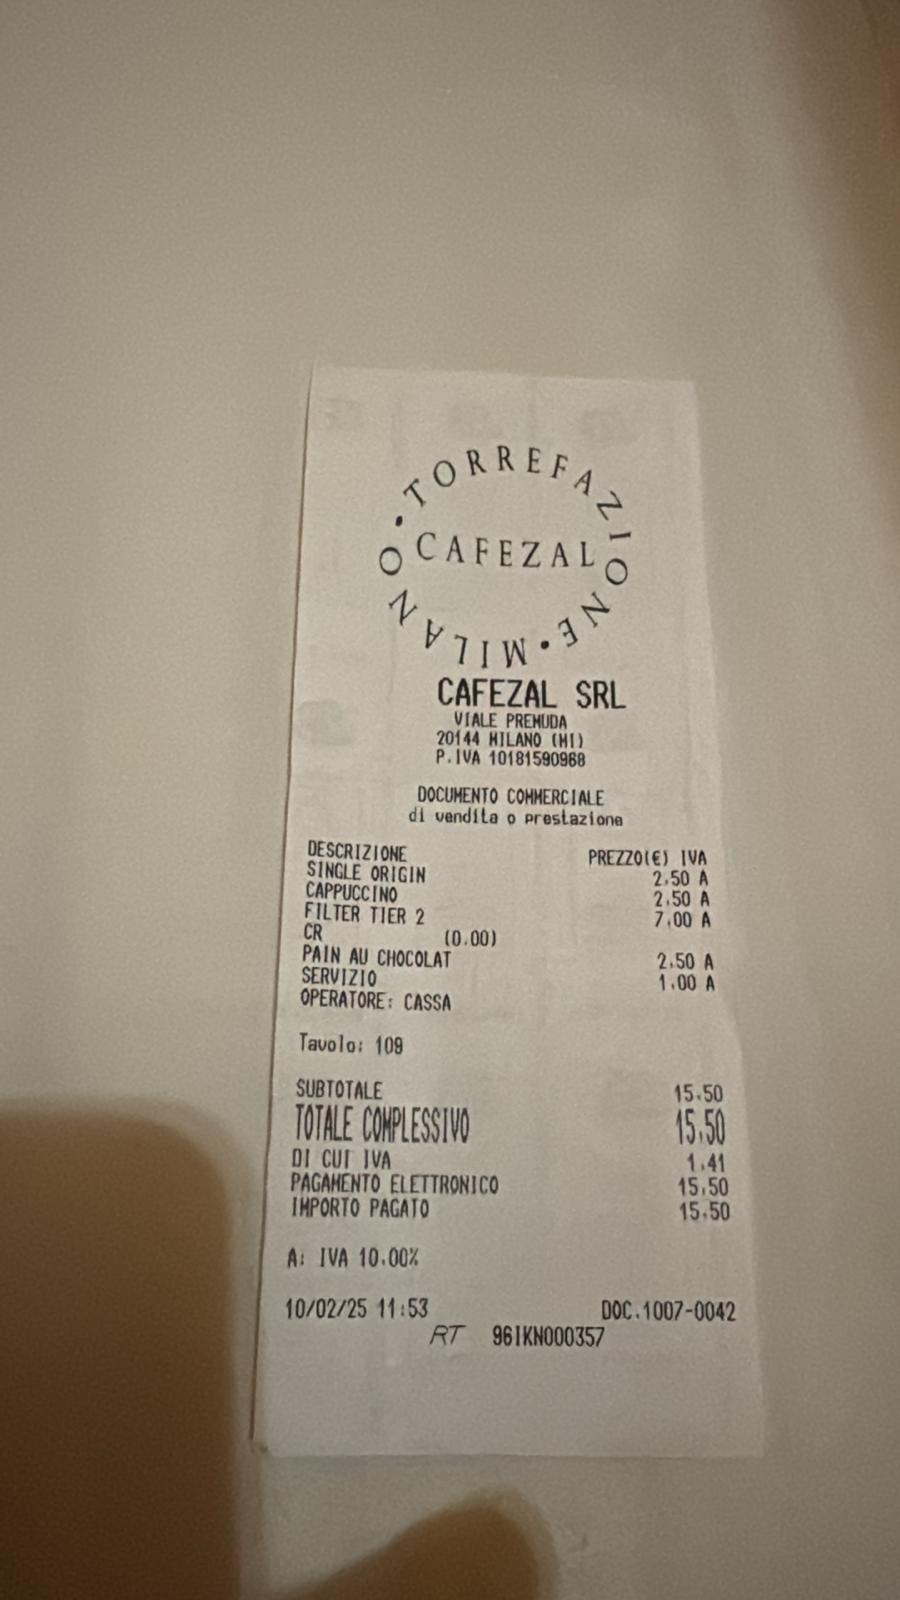 • TORREFAZIONE • MILANO
CAFEZAL
CAFEZAL SRL
VIALE PREMUDA
20144 MILANO (MI)
P.IVA 10181590968
DOCUMENTO COMMERCIALE
di vendita o prestazione
DESCRIZIONE PREZZO(€) IVA
SINGLE ORIGIN 2.50 A
CAPPUCCINO 2.50 A
FILTER TIER 2 7.00 A
CR (0.00)
PAIN AU CHOCOLAT 2.50 A
SERVIZIO 1.00 A
OPERATORE: CASSA
Tavolo: 109
SUBTOTALE 15.50
TOTALE COMPLESSIVO 15.50
DI CUI IVA 1.41
PAGAMENTO ELETTRONICO 15.50
IMPORTO PAGATO 15.50
A: IVA 10.00%
10/02/25 11:53 DOC.1007-0042
RT 96IKN000357